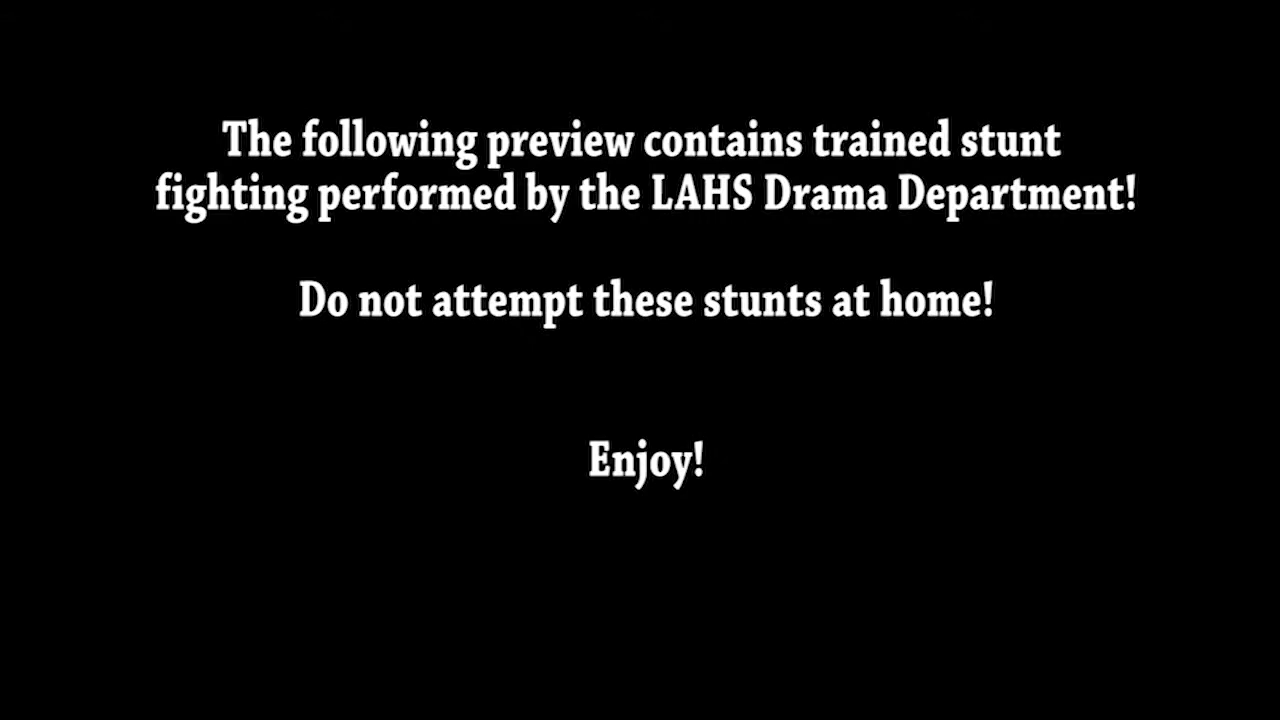 The following preview contains trained stunt
fighting performed by the LAHS Drama Department!
Do not attempt these stunts at home!
Enjoy!